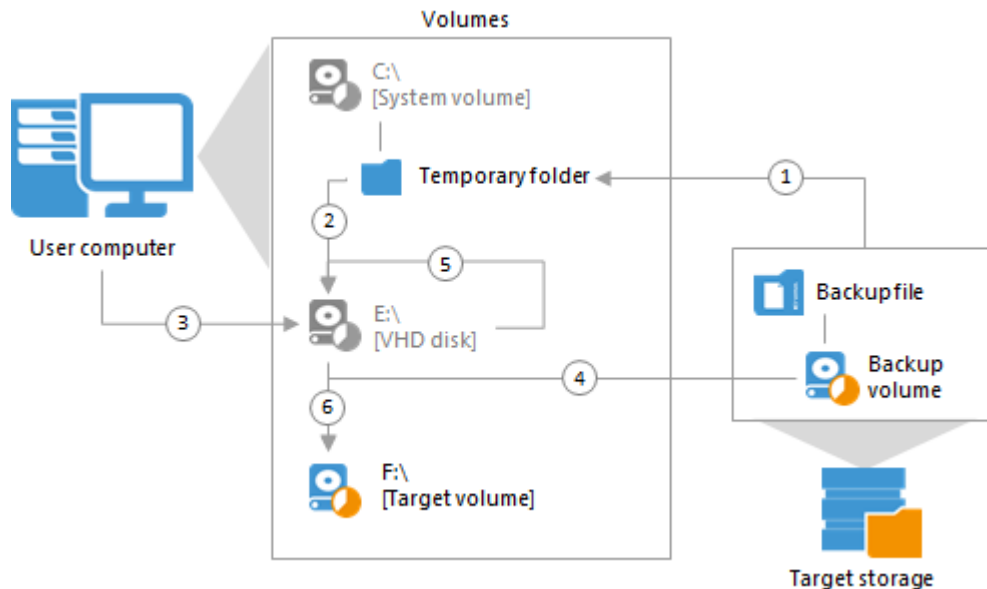 Volumes
C:\
[System volume]
Temporary folder
1
2
User computer
5
Backup file
3
E:\
[VHD disk]
4
Backup
volume
6
F:\
[Target volume]
Target storage